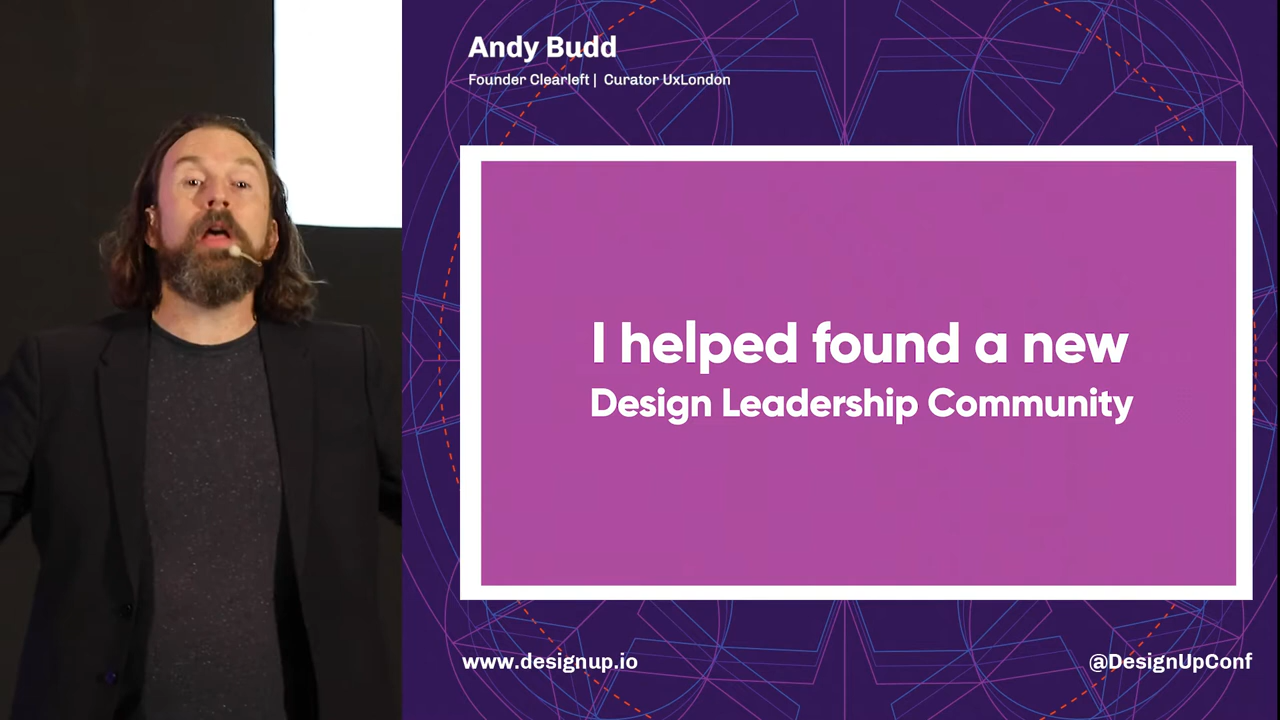 Andy Budd
Founder Clearleft | Curator UxLondon
I helped found a new
Design Leadership Community
www.designup.io
@DesignUpConf